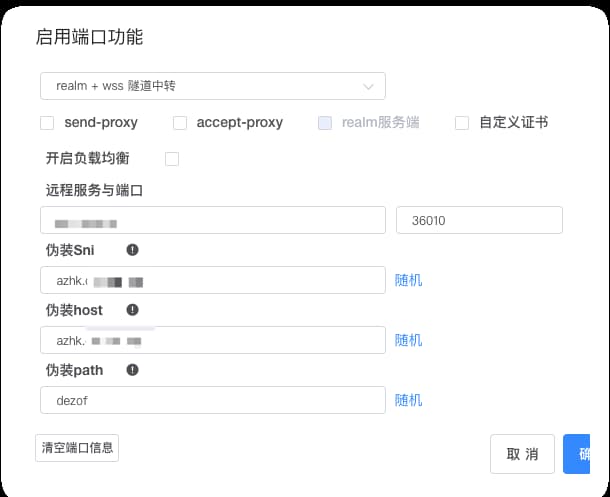 启用端口功能
realm + wss 隧道中转
send-proxy accept-proxy realm服务端 自定义证书
开启负载均衡
远程服务与端口
36010
伪装Sni
azhk. 随机
伪装host
azhk. 随机
伪装path
dezof 随机
清空端口信息 取 消 确